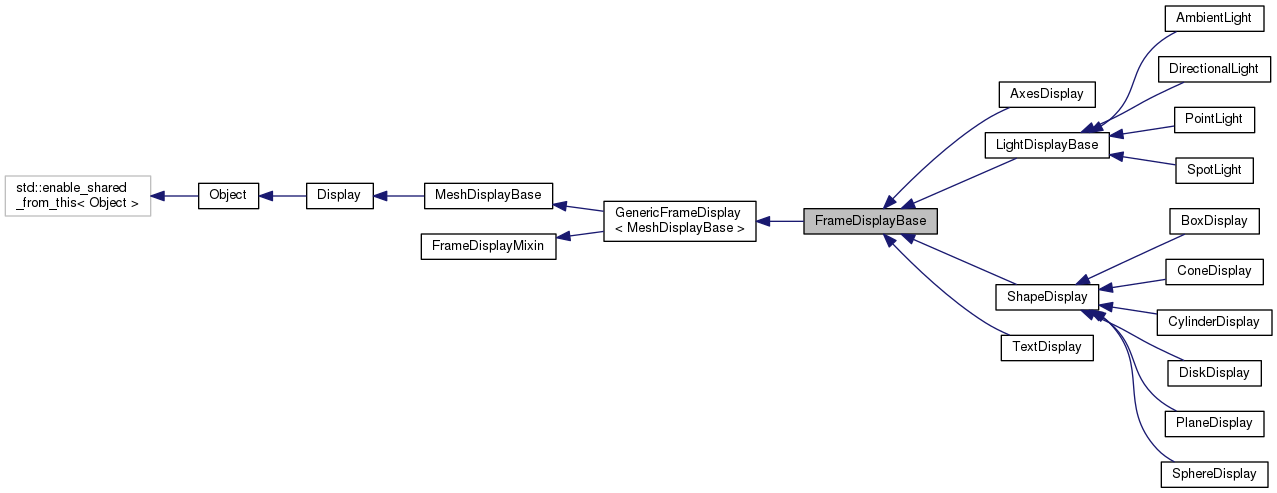 std::enable_shared
_from_this< Object >
Object
Display
MeshDisplayBase
FrameDisplayMixin
GenericFrameDisplay
< MeshDisplayBase >
FrameDisplayBase
AxesDisplay
LightDisplayBase
ShapeDisplay
TextDisplay
AmbientLight
DirectionalLight
PointLight
SpotLight
BoxDisplay
ConeDisplay
CylinderDisplay
DiskDisplay
PlaneDisplay
SphereDisplay